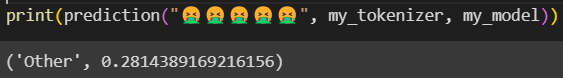 print(prediction("🤮🤮🤮🤮🤮", my_tokenizer, my_model))
('Other', 0.2814389169216156)